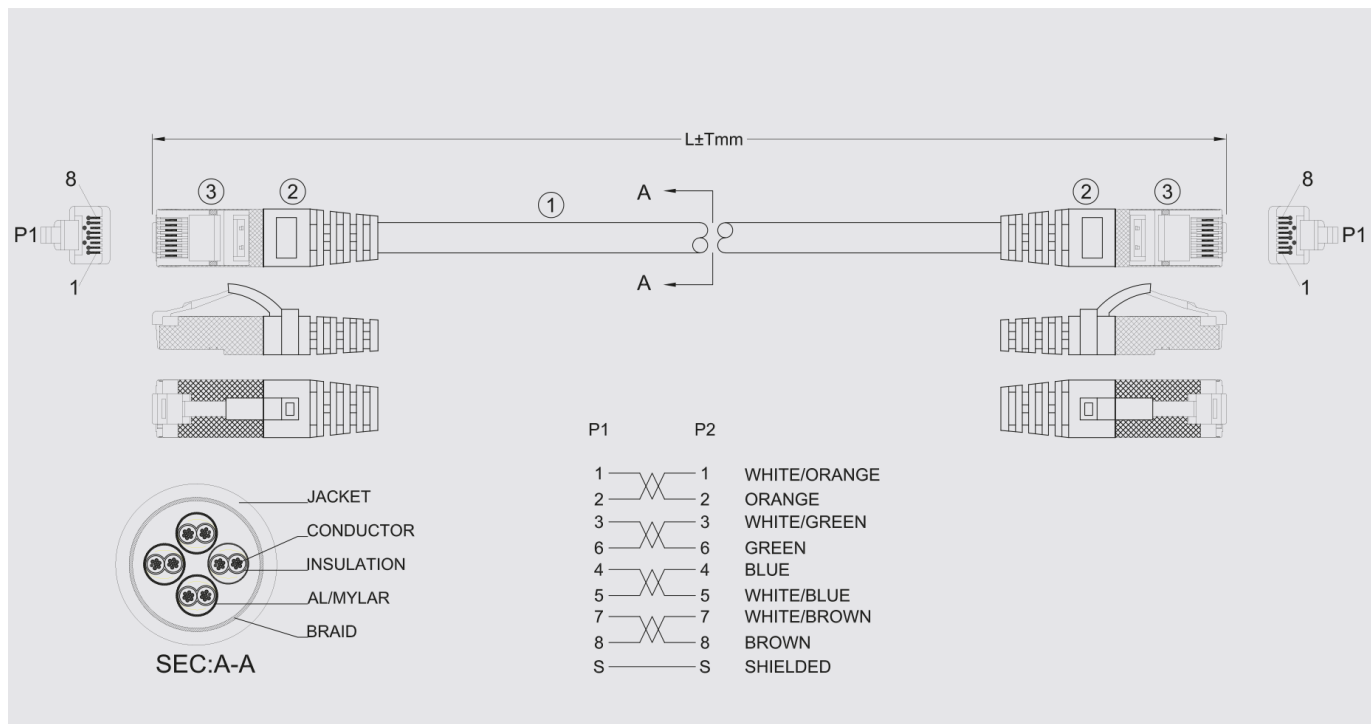 L±Tmm
8 3 2 1 A 2 3 8
P1 P1
1 A 1
P1 P2
1 1 WHITE/ORANGE
2 2 ORANGE
3 3 WHITE/GREEN
6 6 GREEN
4 4 BLUE
5 5 WHITE/BLUE
7 7 WHITE/BROWN
8 8 BROWN
S S SHIELDED
JACKET
CONDUCTOR
INSULATION
AL/MYLAR
BRAID
SEC:A-A